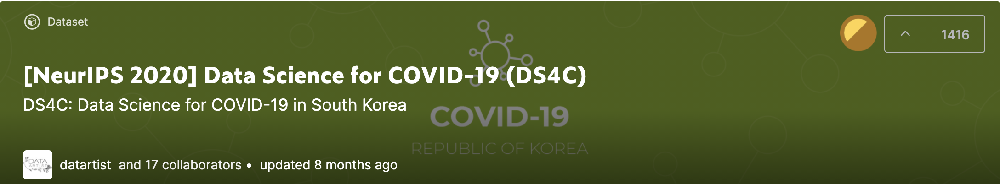 Dataset
1416
[NeurIPS 2020] Data Science for COVID-19 (DS4C)
DS4C: Data Science for COVID-19 in South Korea
COVID-19
REPUBLIC OF KOREA
DATA
ARTIST
datartist and 17 collaborators • updated 8 months ago